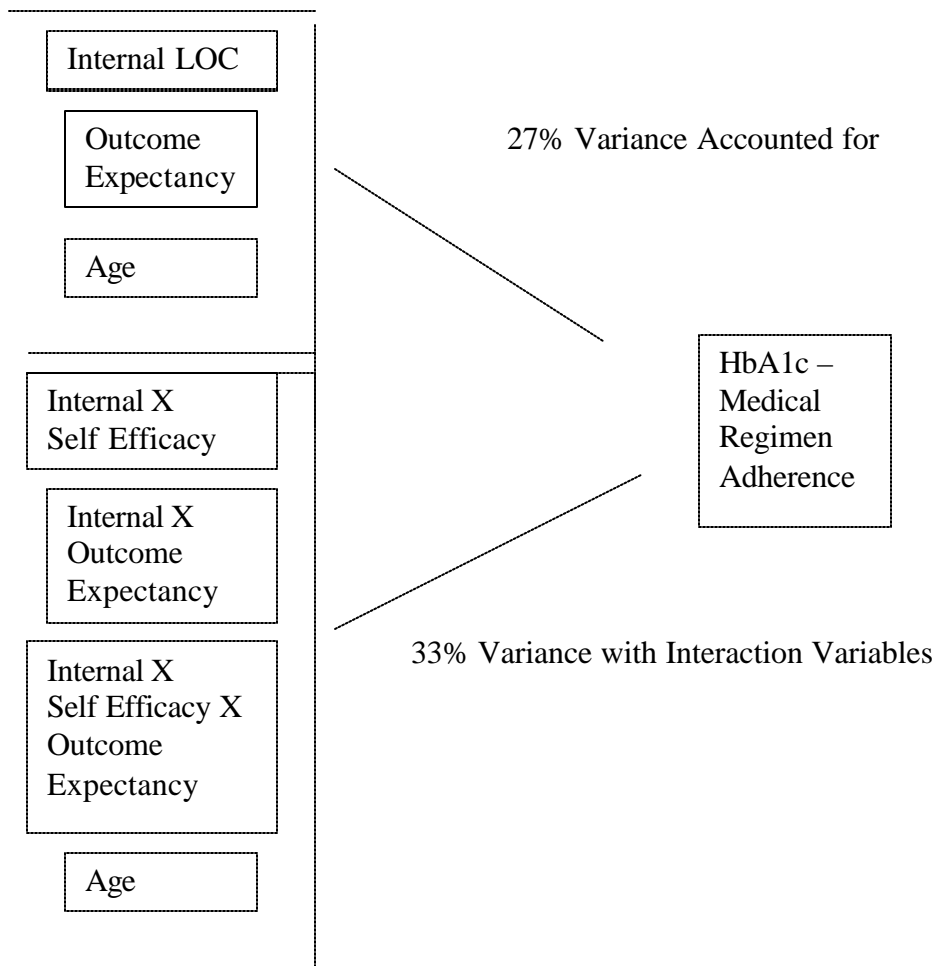 Internal LOC
Outcome
Expectancy
27% Variance Accounted for
Age
HbA1c –
Medical
Regimen
Adherence
Internal X
Self Efficacy
Internal X
Outcome
Expectancy
33% Variance with Interaction Variables
Internal X
Self Efficacy X
Outcome
Expectancy
Age